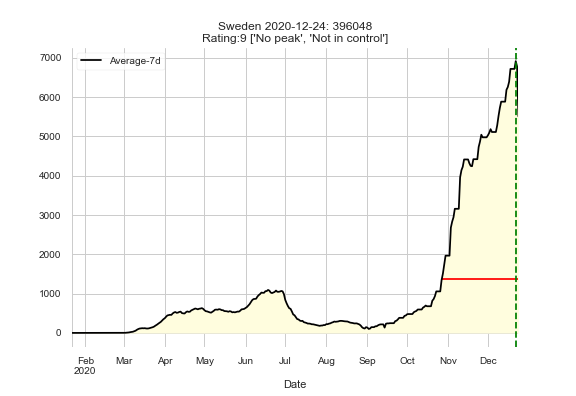 Sweden 2020-12-24: 396048
Rating:9 ['No peak', 'Not in control']
Average-7d
7000
6000
5000
4000
3000
2000
1000
0
Feb Mar Apr May Jun Jul Aug Sep Oct Nov Dec
2020
Date